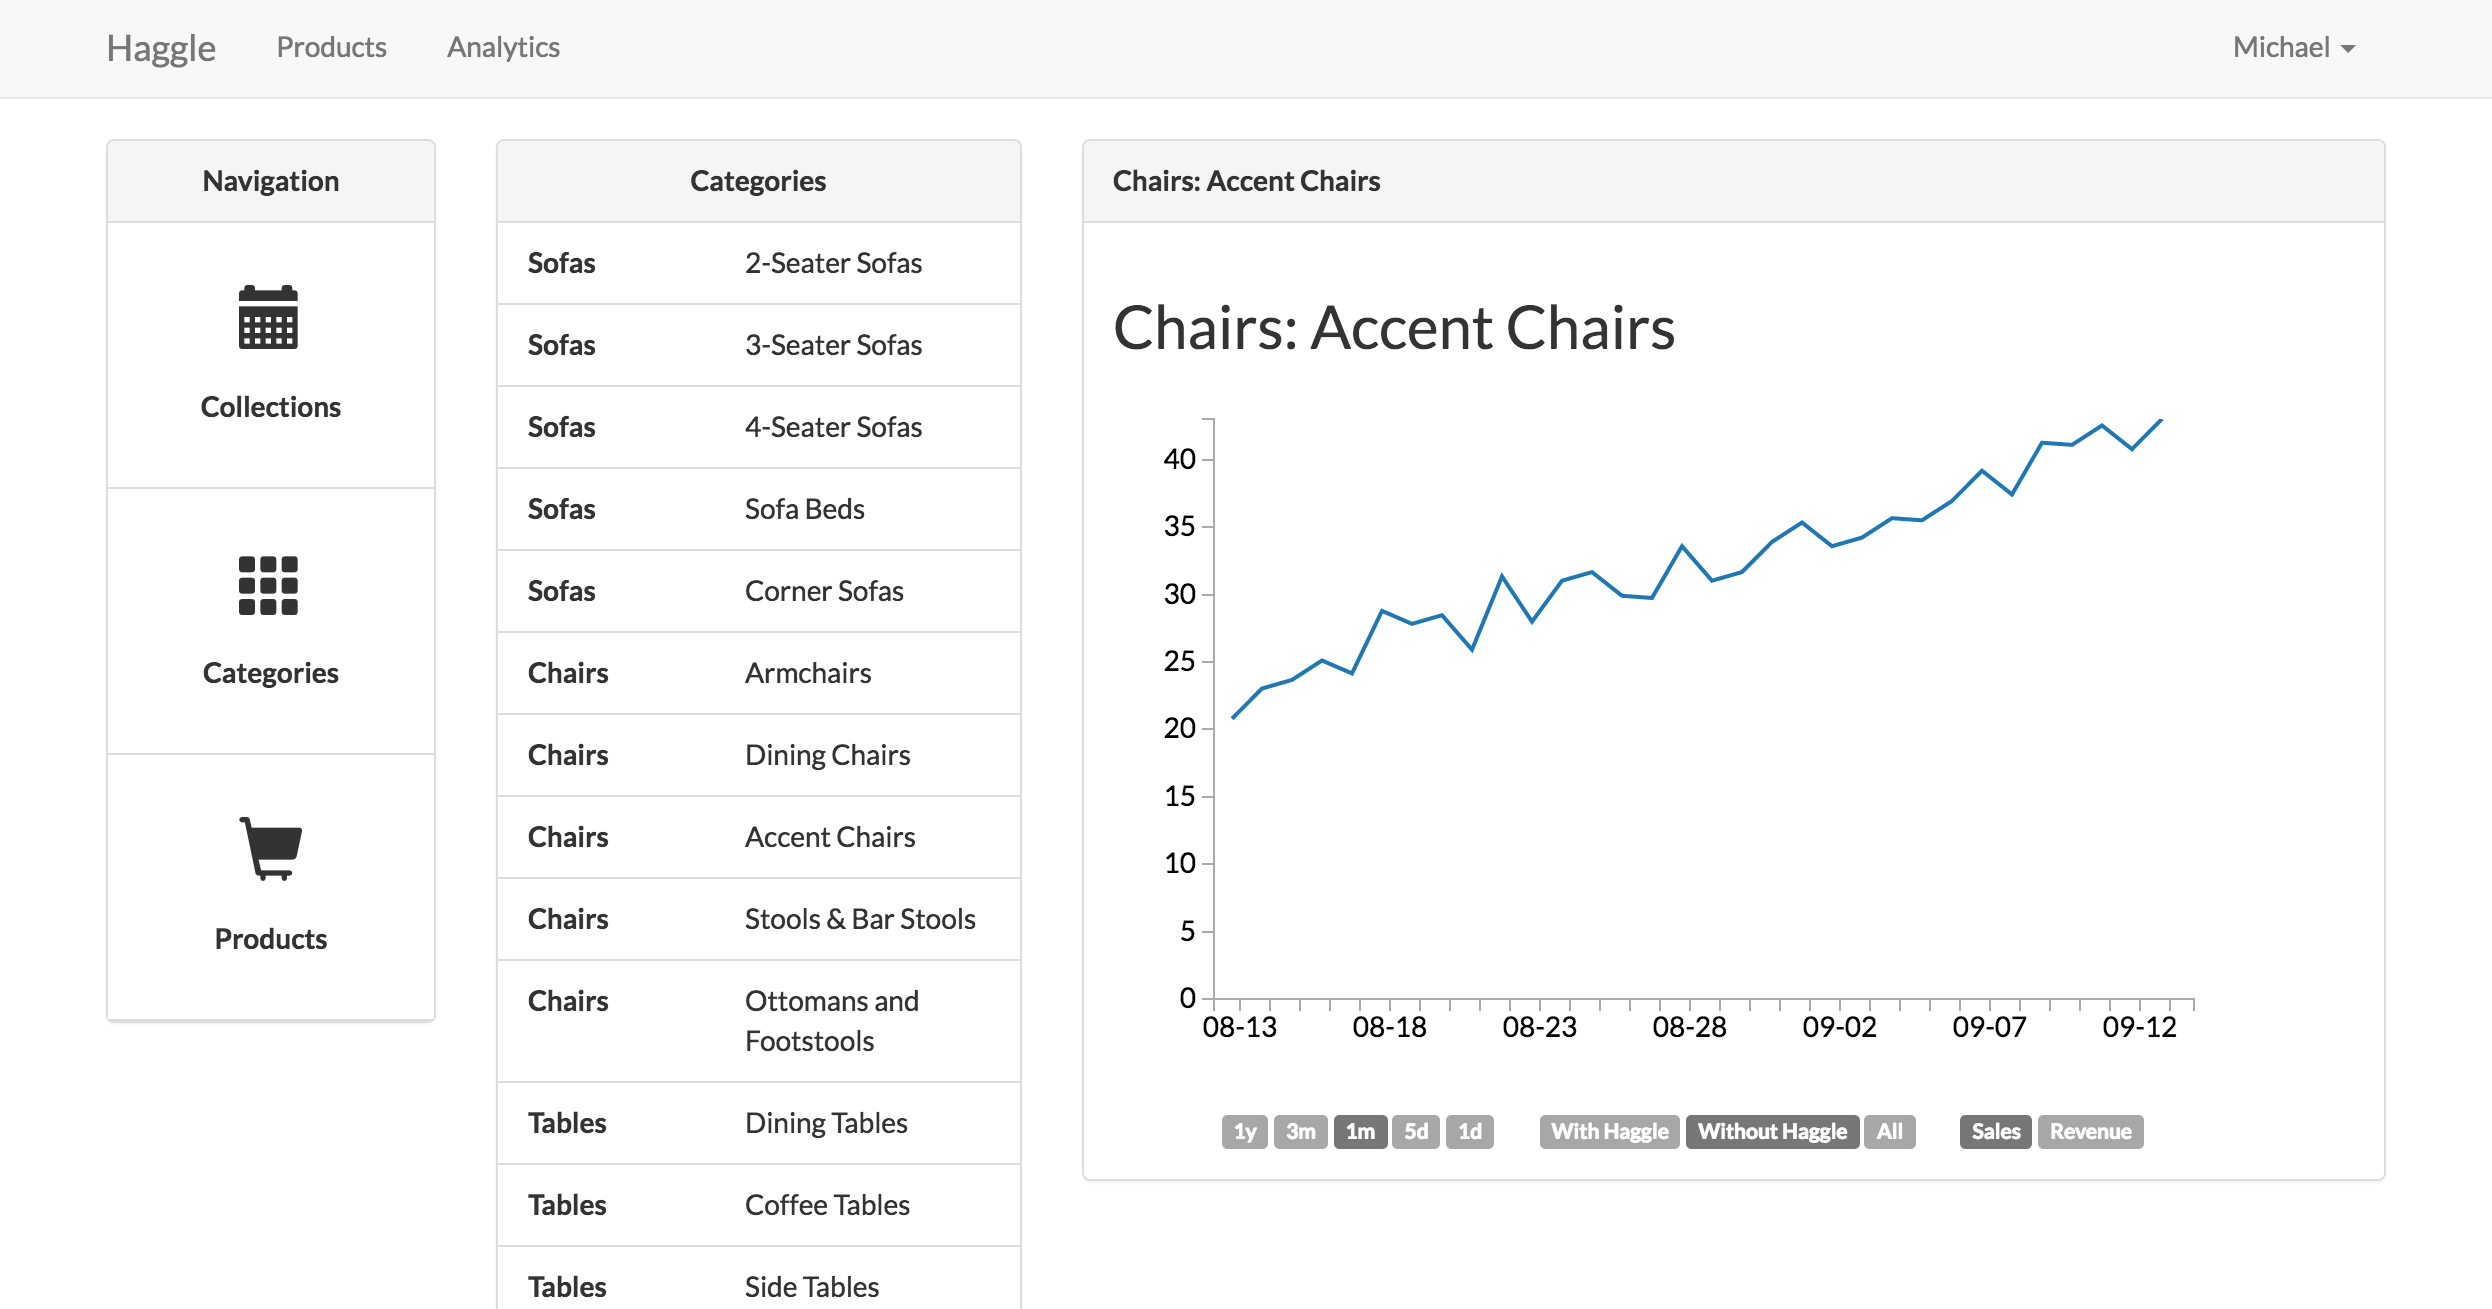 Haggle Products Analytics Michael
Navigation
Collections
Categories
Products
Categories
Sofas 2-Seater Sofas
Sofas 3-Seater Sofas
Sofas 4-Seater Sofas
Sofas Sofa Beds
Sofas Corner Sofas
Chairs Armchairs
Chairs Dining Chairs
Chairs Accent Chairs
Chairs Stools & Bar Stools
Chairs Ottomans and
Footstools
Tables Dining Tables
Tables Coffee Tables
Tables Side Tables
Chairs: Accent Chairs
Chairs: Accent Chairs
40
35
30
25
20
15
10
5
0
08-13 08-18 08-23 08-28 09-02 09-07 09-12
1y 3m 1m 5d 1d With Haggle Without Haggle All Sales Revenue